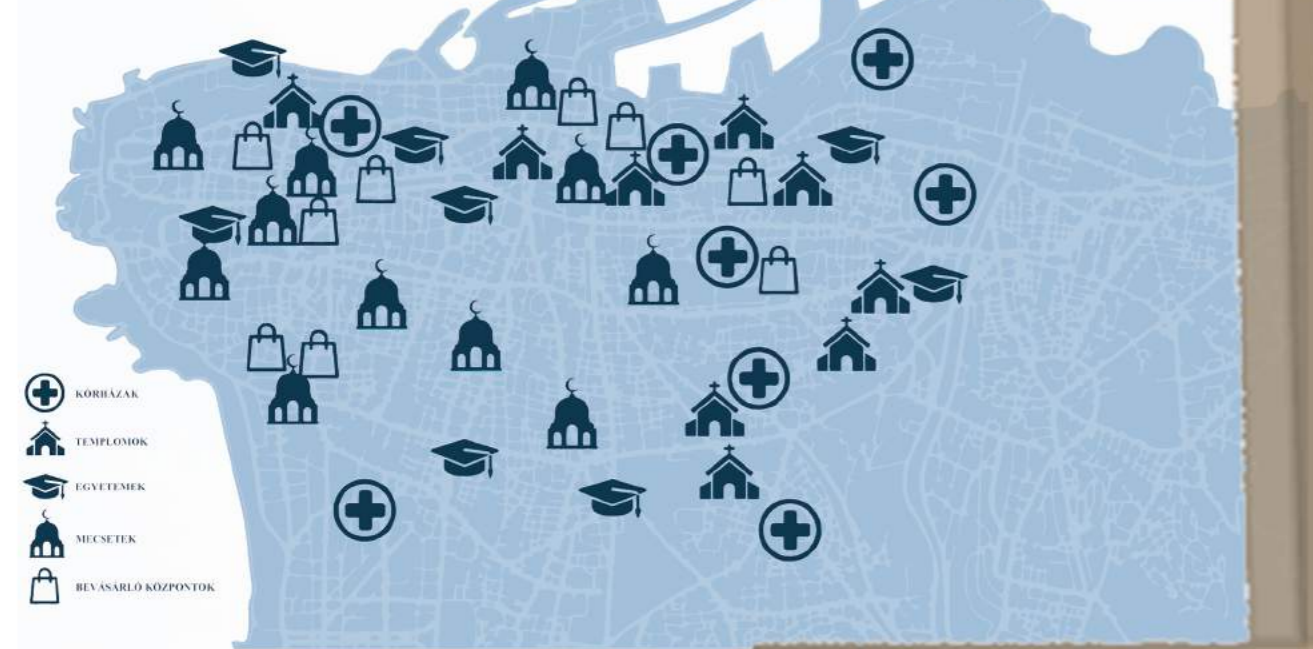 KÓRHÁZAK
TEMPLOMOK
EGYETEMEK
MECSETEK
BEVÁSÁRLÓ KÖZPONTOK